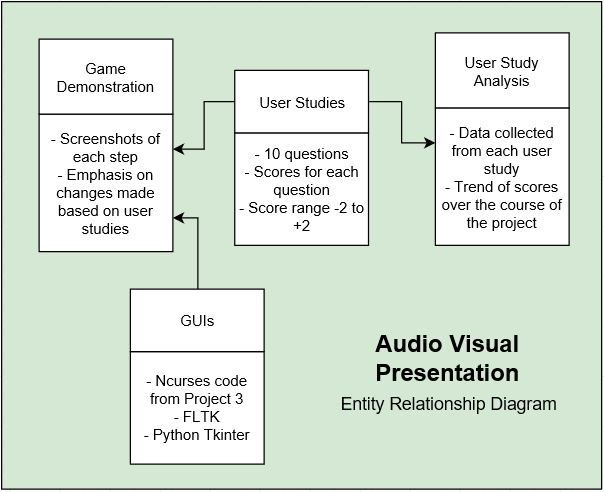 Game
Demonstration
- Screenshots of
each step
- Emphasis on
changes made
based on user
studies
User Studies
- 10 questions
- Scores for each
question
- Score range -2 to
+2
User Study
Analysis
- Data collected
from each user
study
- Trend of scores
over the course of
the project
GUIs
- Ncurses code
from Project 3
- FLTK
- Python Tkinter
Audio Visual
Presentation
Entity Relationship Diagram